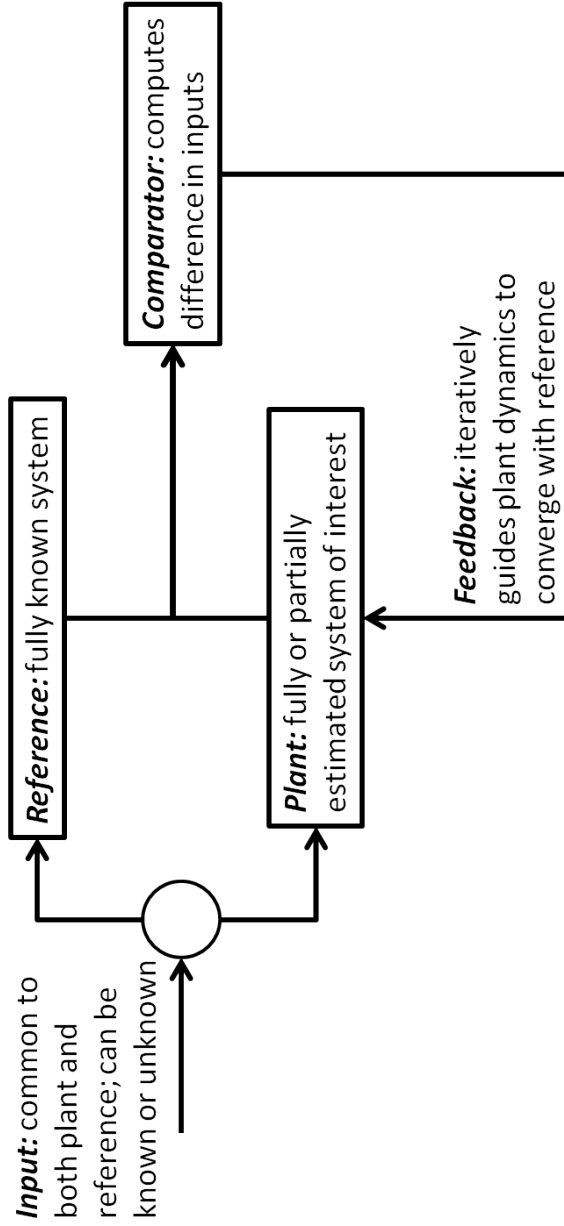 Input: common to
both plant and
reference; can be
known or unknown
Reference: fully known system
Plant: fully or partially
estimated system of interest
Comparator: computes
difference in inputs
Feedback: iteratively
guides plant dynamics to
converge with reference